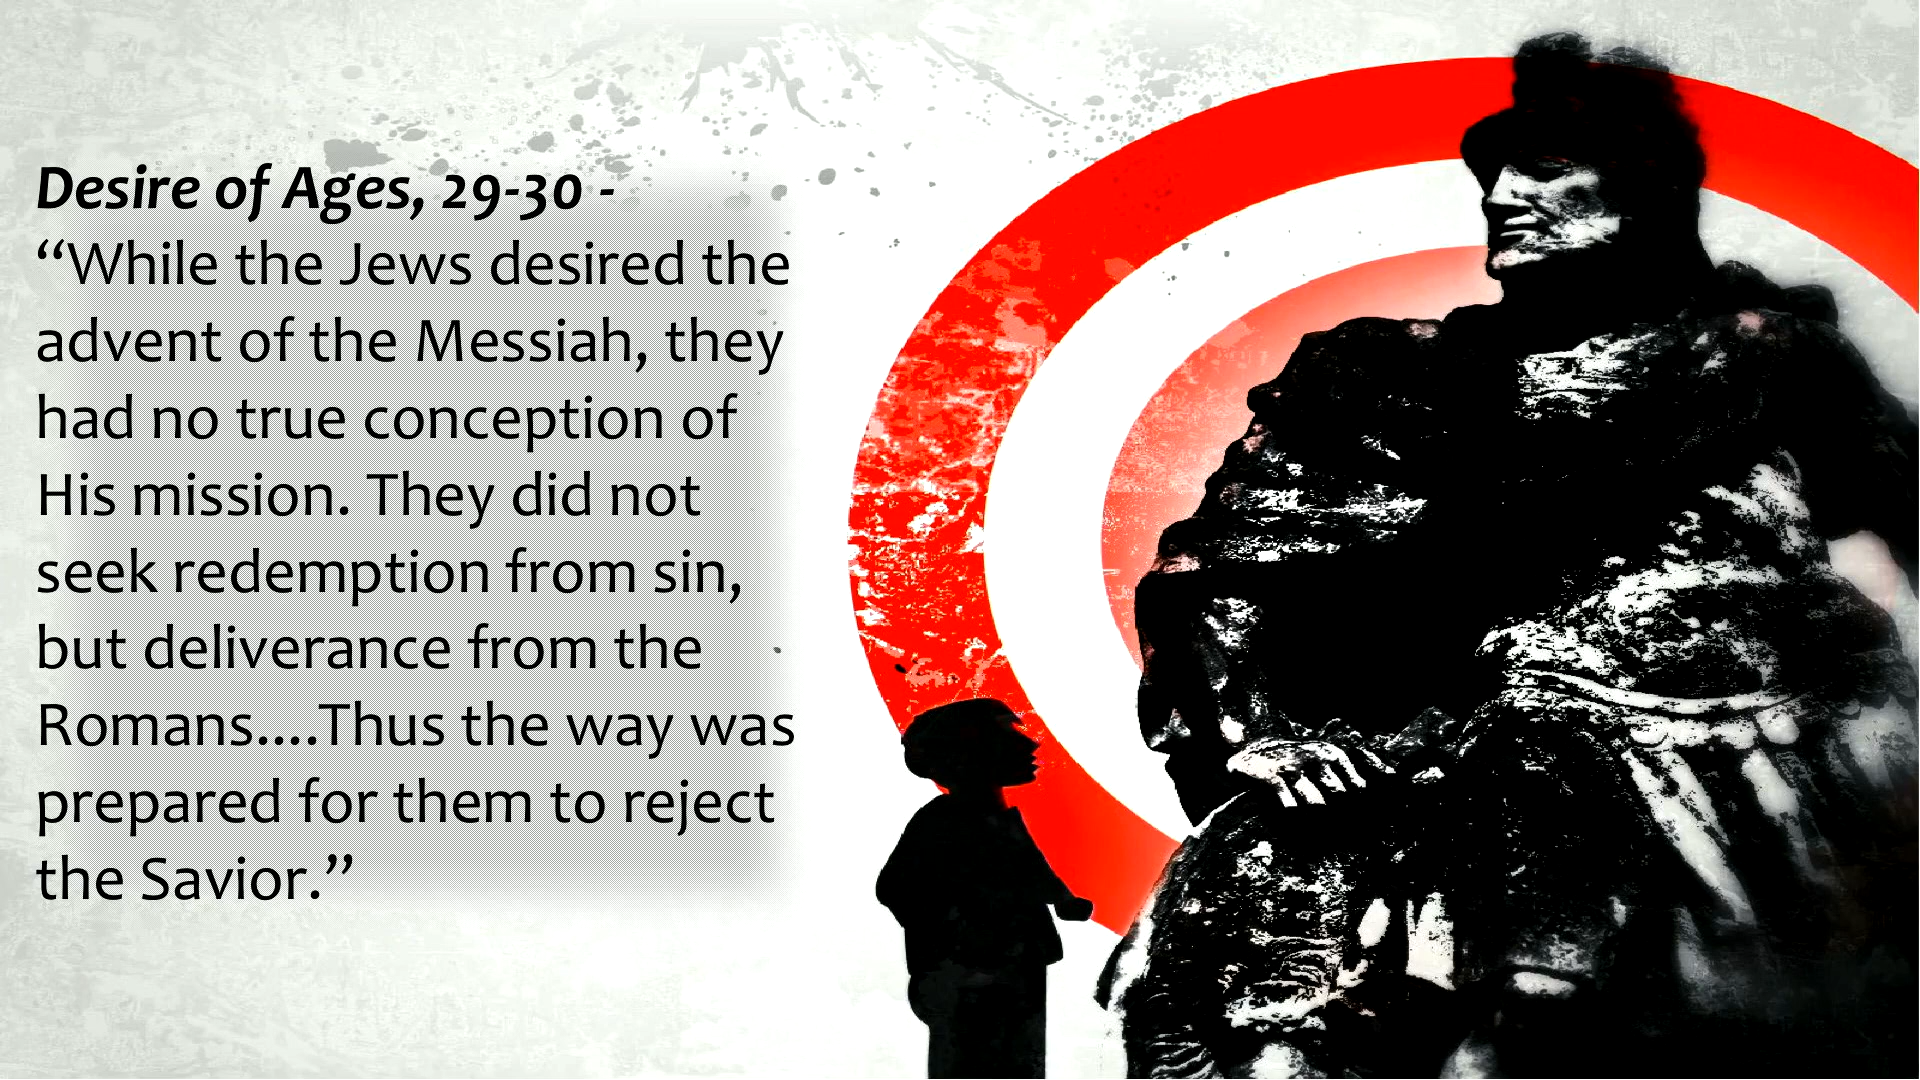 Desire of Ages, 29-30 -
“While the Jews desired the
advent of the Messiah, they
had no true conception of
His mission. They did not
seek redemption from sin,
but deliverance from the
Romans....Thus the way was
prepared for them to reject
the Savior.”